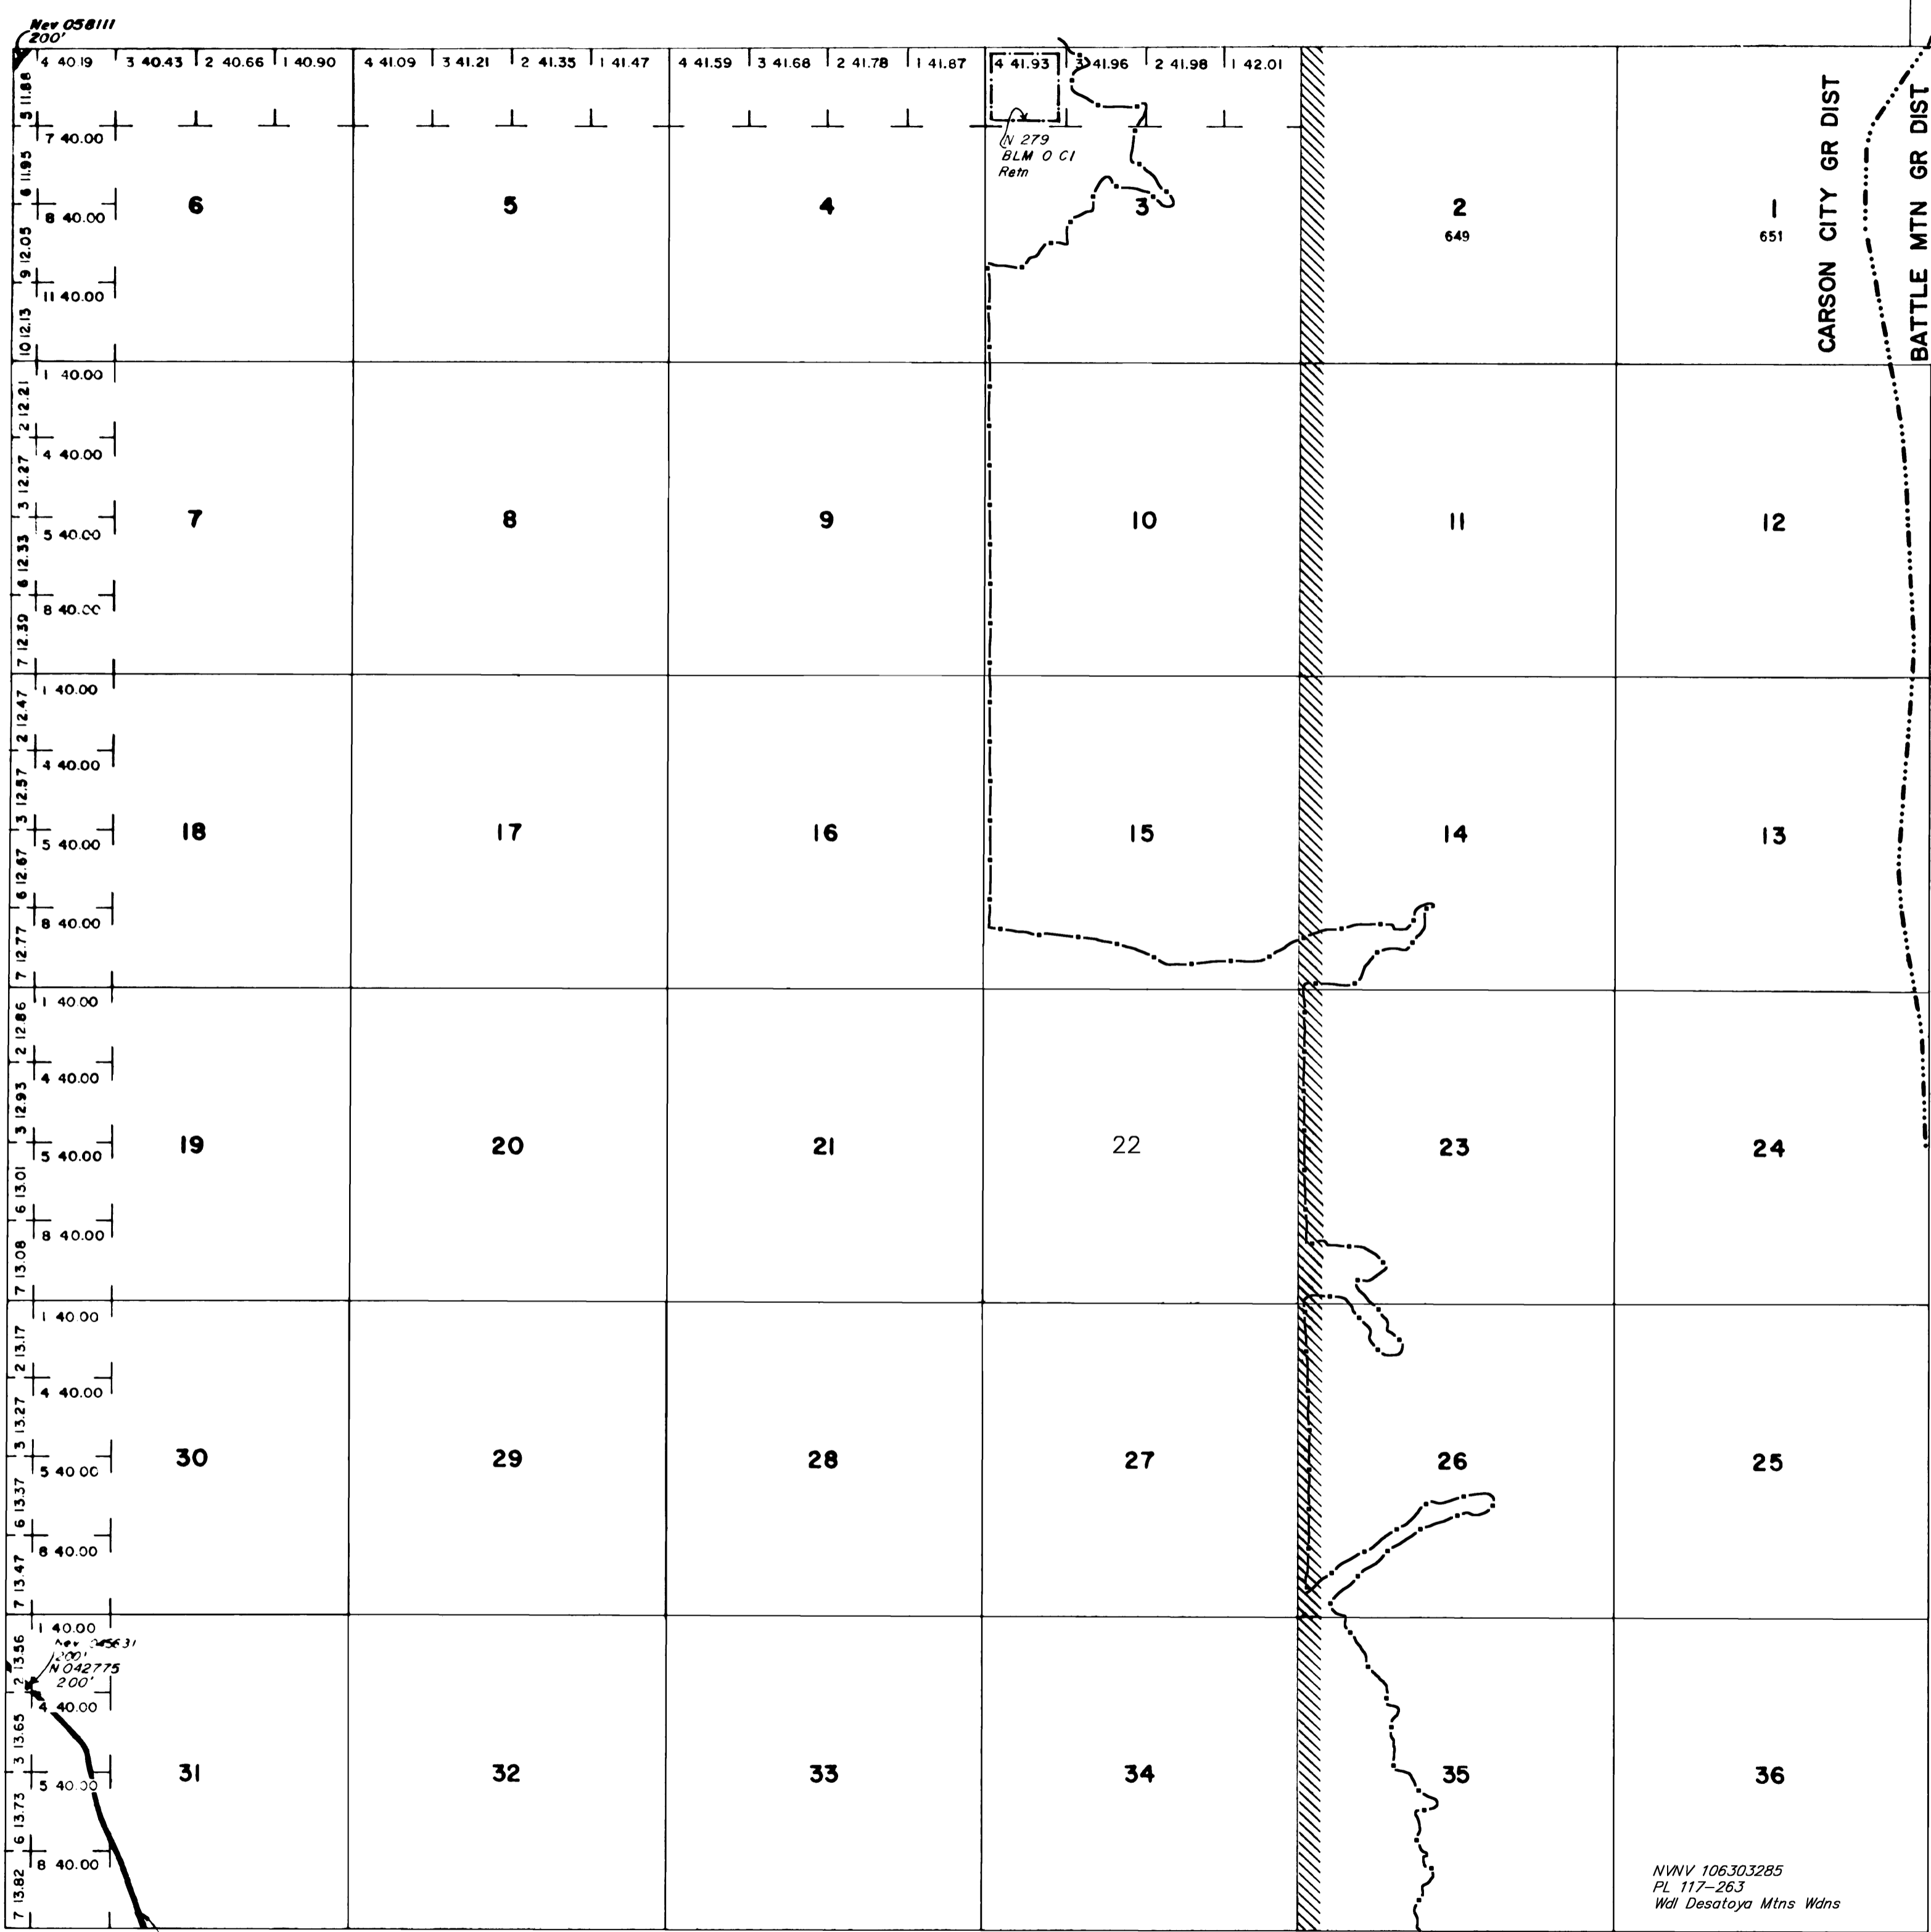 Nev 058111
200'
4 40.19 3 40.43 2 40.66 1 40.90 4 41.09 3 41.21 2 41.35 1 41.47 4 41.59 3 41.68 2 41.78 1 41.87 4 41.93 3 41.96 2 41.98 1 42.01
5 11.88
7 40.00
N 279
BLM O Cl
Retn
6 11.95
8 40.00
6 5 4 3 2 1
649 651
CARSON CITY GR DIST
BATTLE MTN GR DIST
9 12.05
11 40.00
10 12.13
1 40.00
2 12.21
4 40.00
3 12.27
7 8 9 10 11 12
5 40.00
6 12.33
8 40.00
7 12.39
1 40.00
2 12.47
4 40.00
3 12.57
18 17 16 15 14 13
5 40.00
6 12.67
8 40.00
7 12.77
1 40.00
2 12.86
4 40.00
3 12.93
19 20 21 22 23 24
5 40.00
6 13.01
8 40.00
7 13.08
1 40.00
2 13.17
4 40.00
3 13.27
30 29 28 27 26 25
5 40.00
6 13.37
8 40.00
7 13.47
1 40.00
Nev 045631
200'
N 042775
200'
2 13.56
4 40.00
3 13.65
31 32 33 34 35 36
5 40.00
6 13.73
8 40.00
7 13.82
NVNV 106303285
PL 117-263
Wdl Desatoya Mtns Wdns